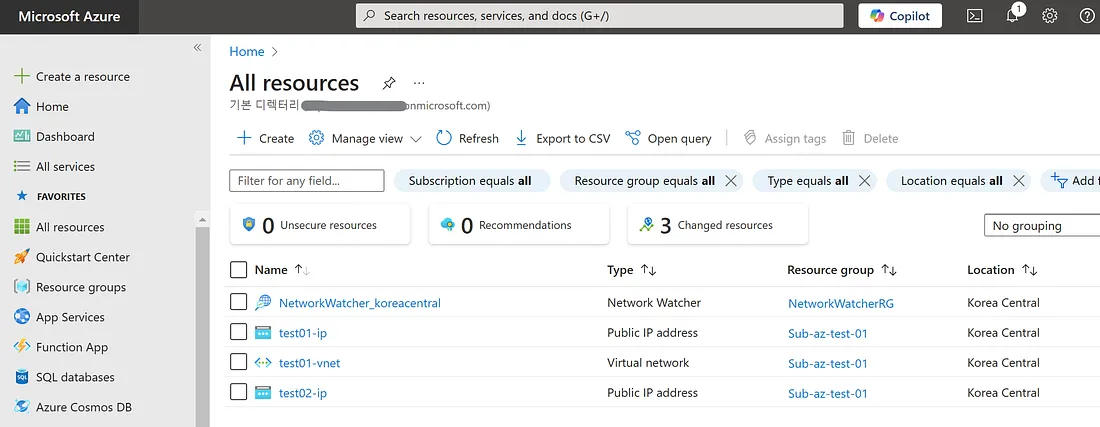 Microsoft Azure
Search resources, services, and docs (G+/)
Copilot
1
Create a resource
Home
Dashboard
All services
FAVORITES
All resources
Quickstart Center
Resource groups
App Services
Function App
SQL databases
Azure Cosmos DB
Home
All resources
기본 디렉터리 onmicrosoft.com)
Create Manage view Refresh Export to CSV Open query Assign tags Delete
Filter for any field... Subscription equals all Resource group equals all Type equals all Location equals all Add f
0 Unsecure resources 0 Recommendations 3 Changed resources No grouping
Name Type Resource group Location
NetworkWatcher_koreacentral Network Watcher NetworkWatcherRG Korea Central
test01-ip Public IP address Sub-az-test-01 Korea Central
test01-vnet Virtual network Sub-az-test-01 Korea Central
test02-ip Public IP address Sub-az-test-01 Korea Central